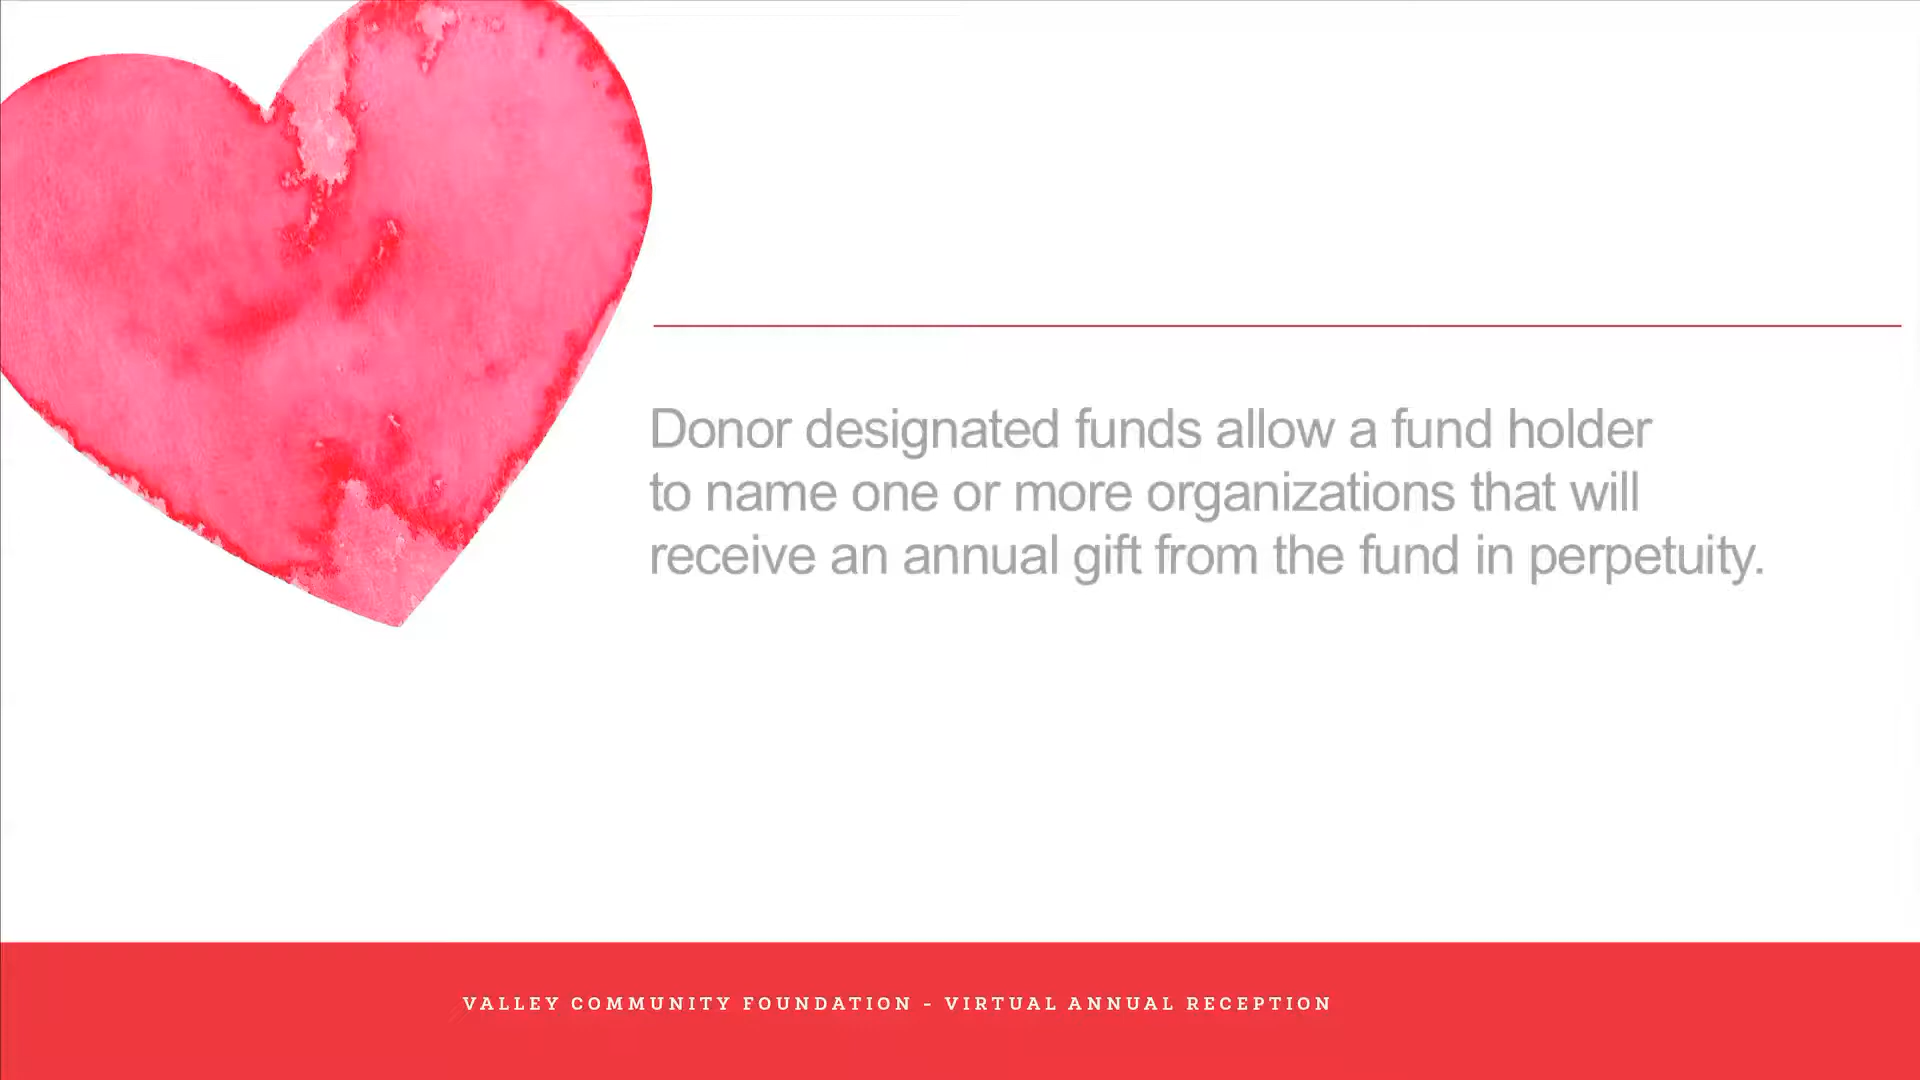 Donor designated funds allow a fund holder
to name one or more organizations that will
receive an annual gift from the fund in perpetuity.
VALLEY COMMUNITY FOUNDATION - VIRTUAL ANNUAL RECEPTION